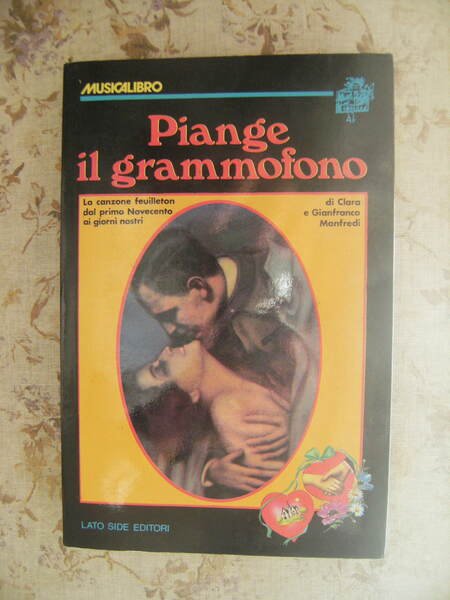 MUSICALIBRO
Piange
il grammofono
La canzone feuilleton
dal primo Novecento
ai giorni nostri
di Clara
e Gianfranco
Manfredi
LATO SIDE EDITORI